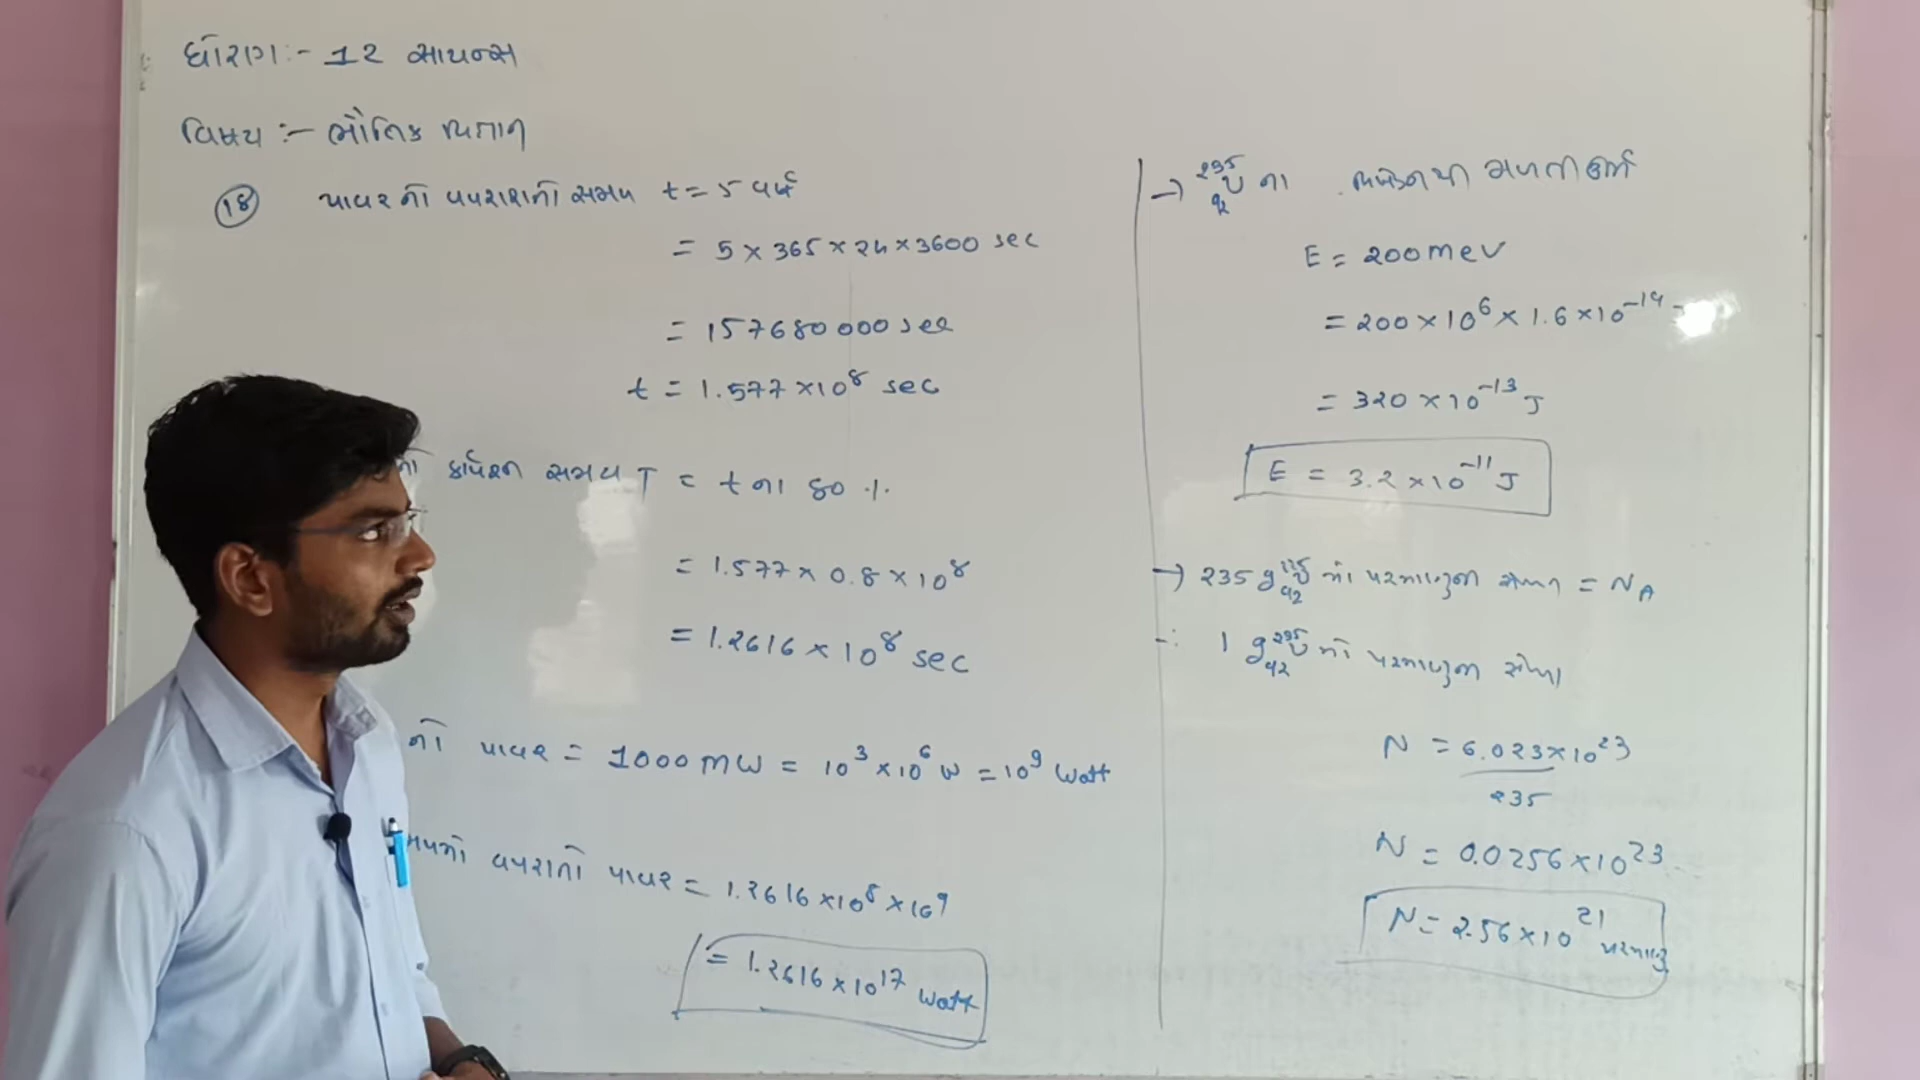 ધોરણ :- 12 સાયન્સ
વિષય :- ભૌતિક વિજ્ઞાન
(18) પાવરનો વપરાશનો સમય t = 5 વર્ષ
= 5 × 365 × 24 × 3600 sec
= 157680000 sec
t = 1.577 × 10⁸ sec
કાર્યરત સમય T = t ના 80 %
= 1.577 × 0.8 × 10⁸
= 1.2616 × 10⁸ sec
નો પાવર = 1000 mW = 10³ × 10⁶ W = 10⁹ Watt
વપરાતો પાવર = 1.2616 × 10⁸ × 10⁹
= 1.2616 × 10¹⁷ Watt
→ ²³⁵₉₂U ના વિખંડનથી મળતી ઊર્જા
E = 200 meV
= 200 × 10⁶ × 1.6 × 10⁻¹⁹
= 320 × 10⁻¹³ J
E = 3.2 × 10⁻¹¹ J
→ 235 g ²³⁵₉₂U નાં પરમાણુની સંખ્યા = N_A
∴ 1 g ²³⁵₉₂U નાં પરમાણુની સંખ્યા
N = 6.023 × 10²³
235
N = 0.0256 × 10²³
N = 2.56 × 10²¹ પરમાણુ